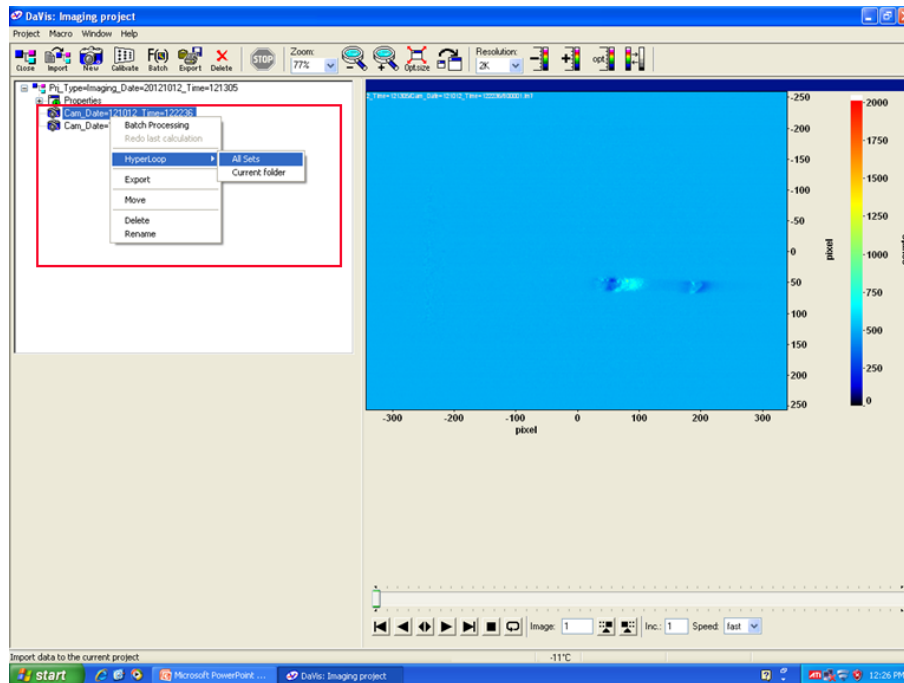 DaVis: Imaging project
Project Macro Window Help
Close Import New Calibrate Batch Export Delete STOP Zoom: 77% Opt.size Resolution: 2K opt
F(■)
Prj_Type=Imaging_Date=20121012_Time=121305
Properties
Cam_Date=121012_Time=122236
Cam_Date=
Batch Processing
Redo last calculation
HyperLoop
All Sets
Current folder
Export
Move
Delete
Rename
-250
-200
-150
-100
-50
-0
-50
-100
-150
-200
-250
pixel
-300 -200 -100 0 100 200 300
pixel
2000
1750
1500
1250
1000
750
500
250
0
counts
Image: 1 Inc.: 1 Speed: fast
Import data to the current project
-11°C
start Microsoft PowerPoint ... DaVis: Imaging project ATI 12:26 PM